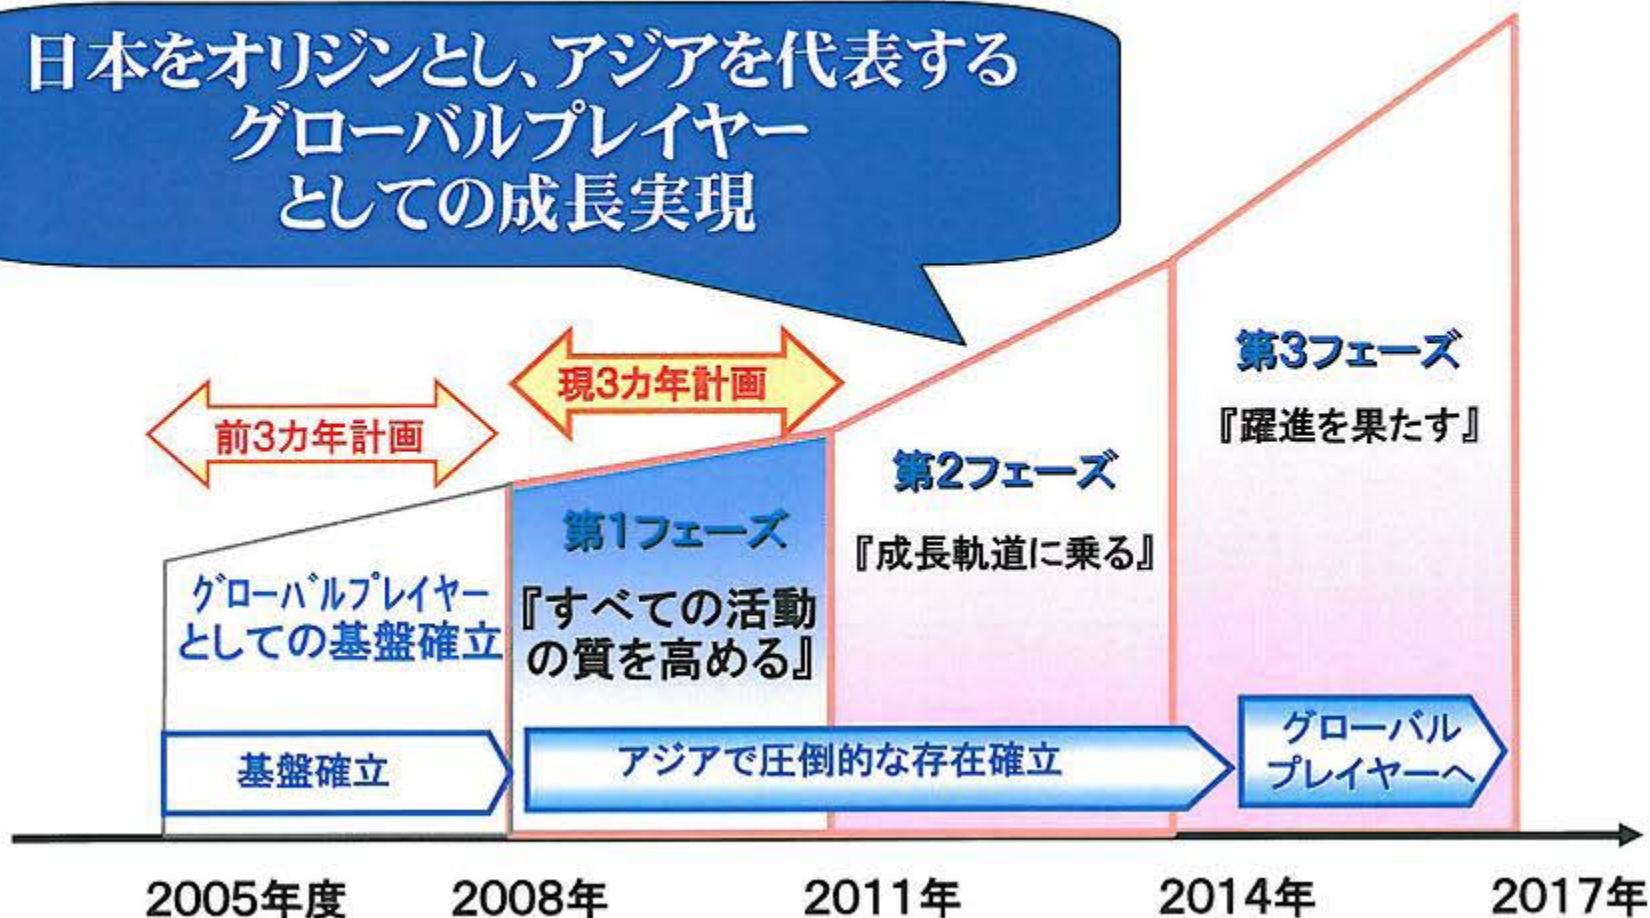 日本をオリジンとし、アジアを代表する
グローバルプレイヤー
としての成長実現
前3カ年計画
現3カ年計画
グローバルプレイヤー
としての基盤確立
第1フェーズ
『すべての活動
の質を高める』
第2フェーズ
『成長軌道に乗る』
第3フェーズ
『躍進を果たす』
基盤確立
アジアで圧倒的な存在確立
グローバル
プレイヤーへ
2005年度
2008年
2011年
2014年
2017年